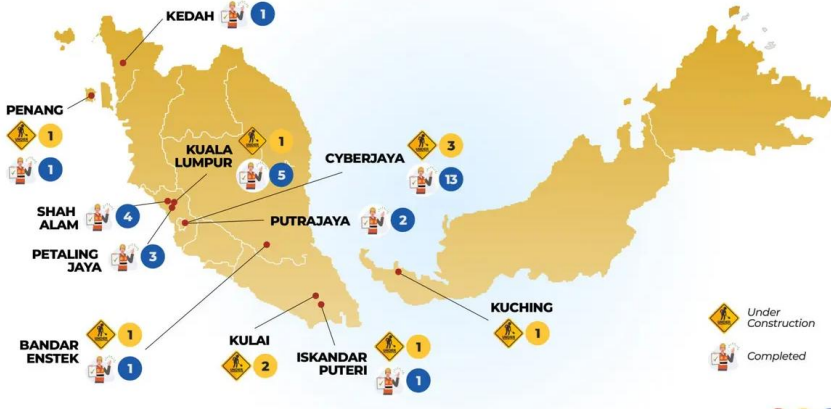 KEDAH 1
PENANG
1
1
KUALA
LUMPUR
1
5
CYBERJAYA
3
13
SHAH
ALAM
4
PUTRAJAYA
2
PETALING
JAYA
3
BANDAR
ENSTEK
1
1
KULAI
2
ISKANDAR
PUTERI
1
1
KUCHING
1
Under
Construction
Completed